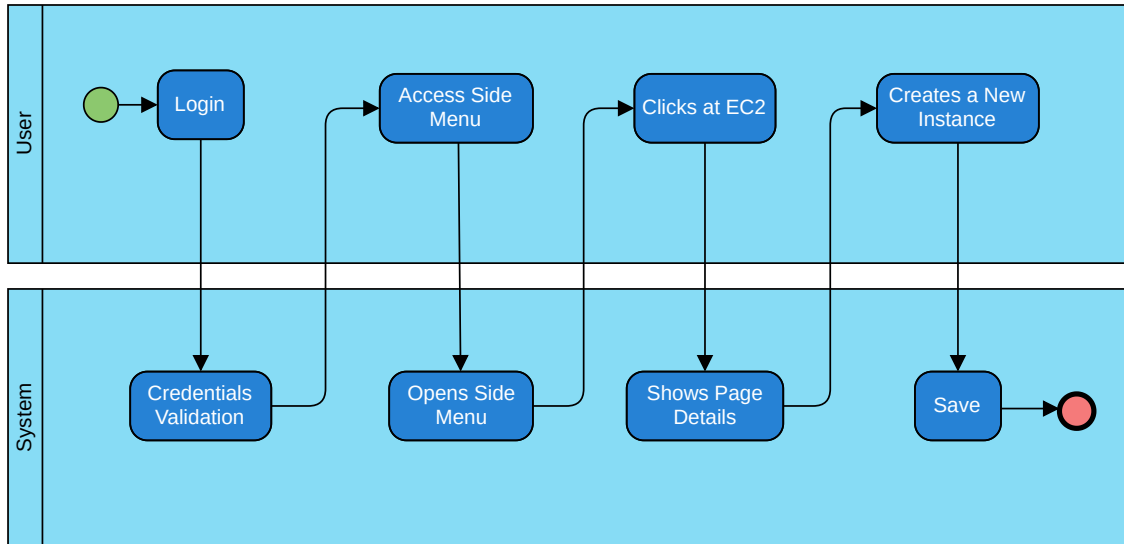 User
Login
Access Side
Menu
Clicks at EC2
Creates a New
Instance
System
Credentials
Validation
Opens Side
Menu
Shows Page
Details
Save